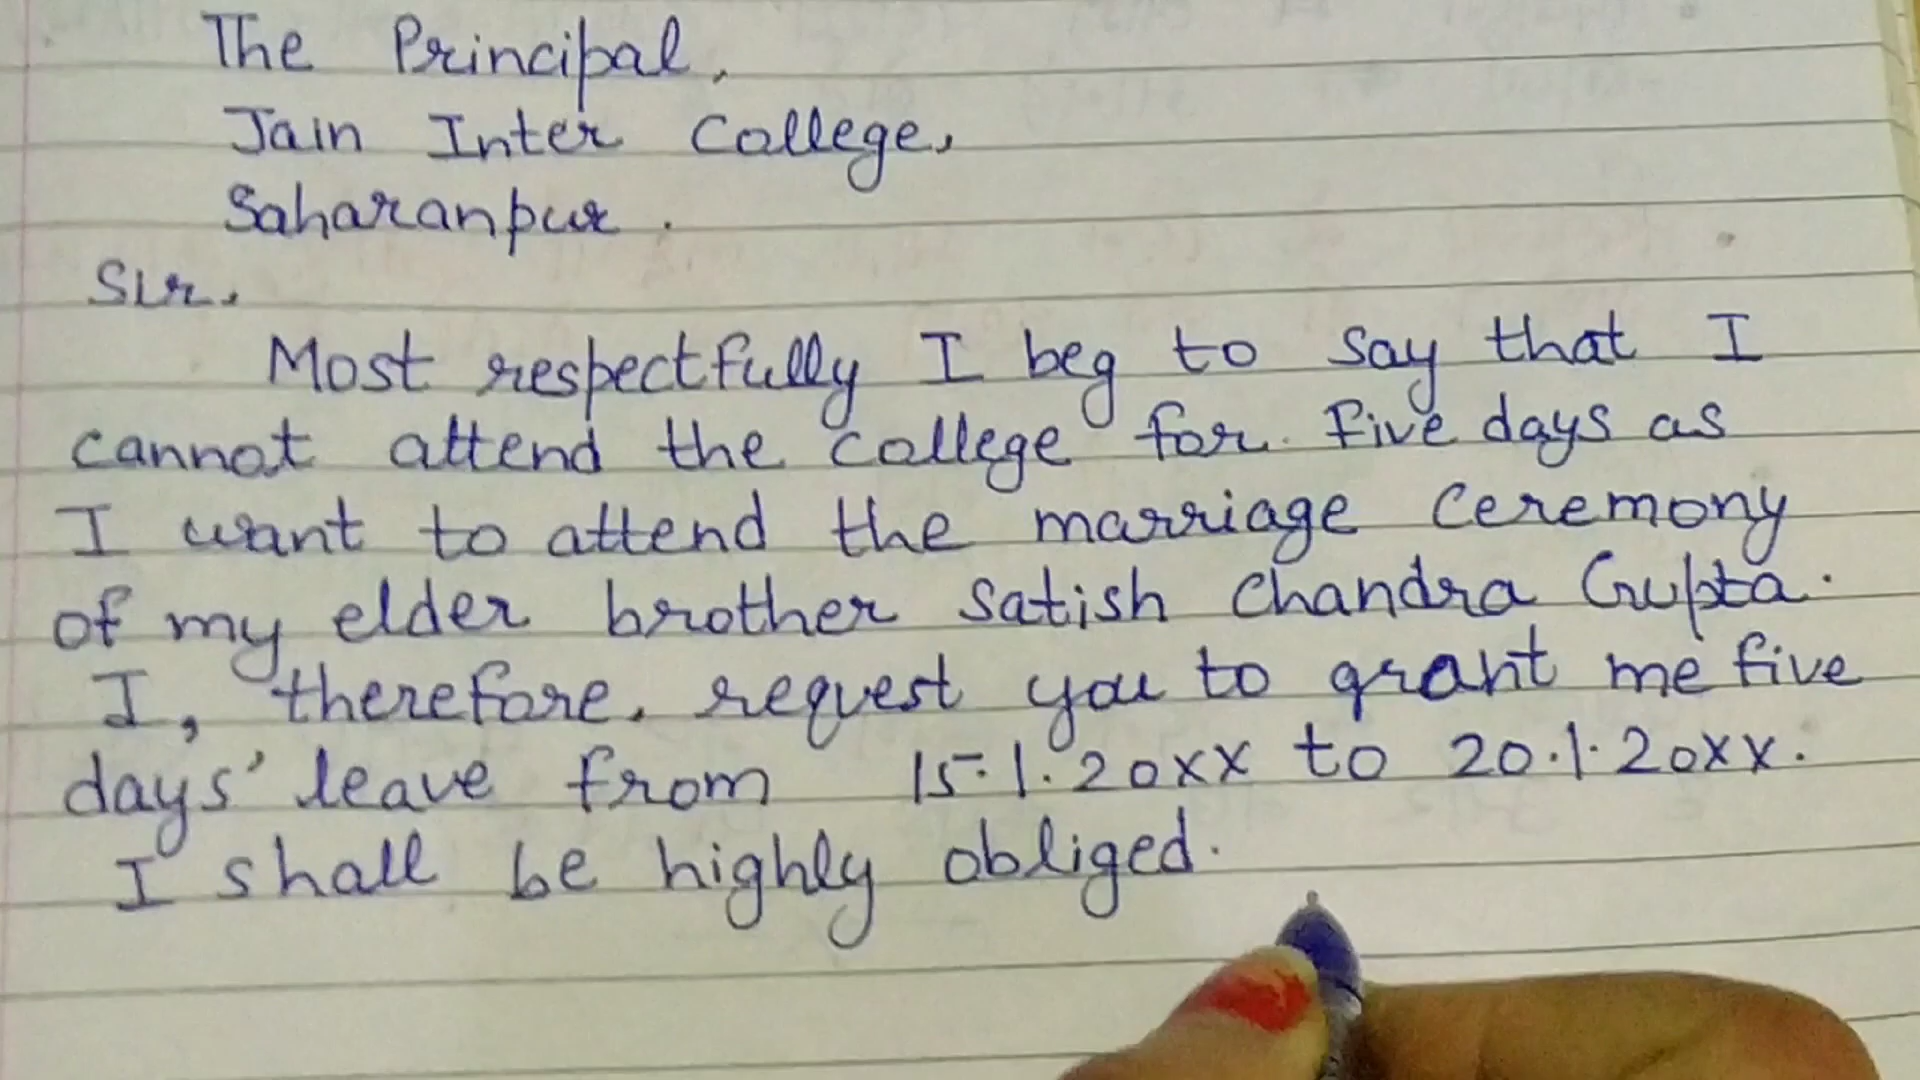 The Principal,
Jain Inter College,
Saharanpur.
Sir,
Most respectfully I beg to say that I
cannot attend the college for five days as
I want to attend the marriage ceremony
of my elder brother Satish Chandra Gupta.
I, therefore, request you to grant me five
days' leave from 15.1.20xx to 20.1.20xx.
I shall be highly obliged.